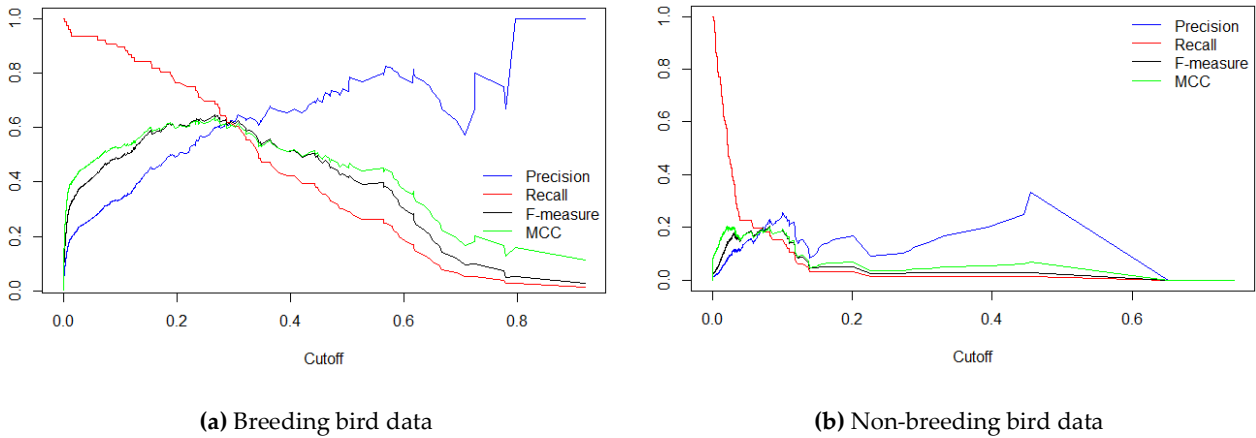 1.0
0.8
0.6
0.4
0.2
0.0
0.0 0.2 0.4 0.6 0.8
Cutoff
Precision
Recall
F-measure
MCC
(a) Breeding bird data
1.0
0.8
0.6
0.4
0.2
0.0
0.0 0.2 0.4 0.6
Cutoff
Precision
Recall
F-measure
MCC
(b) Non-breeding bird data